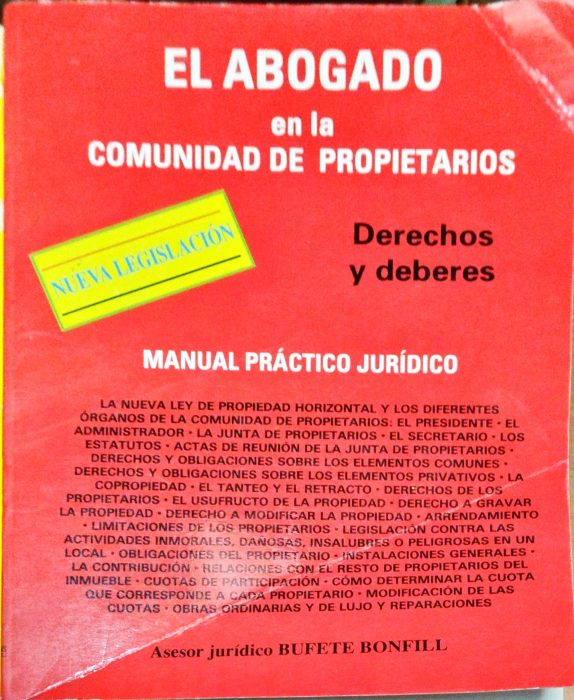 EL ABOGADO
en la
COMUNIDAD DE PROPIETARIOS
NUEVA LEGISLACIÓN
Derechos
y deberes
MANUAL PRÁCTICO JURÍDICO
LA NUEVA LEY DE PROPIEDAD HORIZONTAL Y LOS DIFERENTES
ÓRGANOS DE LA COMUNIDAD DE PROPIETARIOS: EL PRESIDENTE · EL
ADMINISTRADOR · LA JUNTA DE PROPIETARIOS · EL SECRETARIO · LOS
ESTATUTOS · ACTAS DE REUNIÓN DE LA JUNTA DE PROPIETARIOS ·
DERECHOS Y OBLIGACIONES SOBRE LOS ELEMENTOS COMUNES ·
DERECHOS Y OBLIGACIONES SOBRE LOS ELEMENTOS PRIVATIVOS · LA
COPROPIEDAD · EL TANTEO Y EL RETRACTO · DERECHOS DE LOS
PROPIETARIOS · EL USUFRUCTO DE LA PROPIEDAD · DERECHO A GRAVAR
LA PROPIEDAD · DERECHO A MODIFICAR LA PROPIEDAD · ARRENDAMIENTO
· LIMITACIONES DE LOS PROPIETARIOS · LEGISLACIÓN CONTRA LAS
ACTIVIDADES INMORALES, DAÑOSAS, INSALUBRES O PELIGROSAS EN UN
LOCAL · OBLIGACIONES DEL PROPIETARIO · INSTALACIONES GENERALES ·
LA CONTRIBUCIÓN · RELACIONES CON EL RESTO DE PROPIETARIOS DEL
INMUEBLE · CUOTAS DE PARTICIPACIÓN · CÓMO DETERMINAR LA CUOTA
QUE CORRESPONDE A CADA PROPIETARIO · MODIFICACIÓN DE LAS
CUOTAS · OBRAS ORDINARIAS Y DE LUJO Y REPARACIONES
Asesor jurídico BUFETE BONFILL